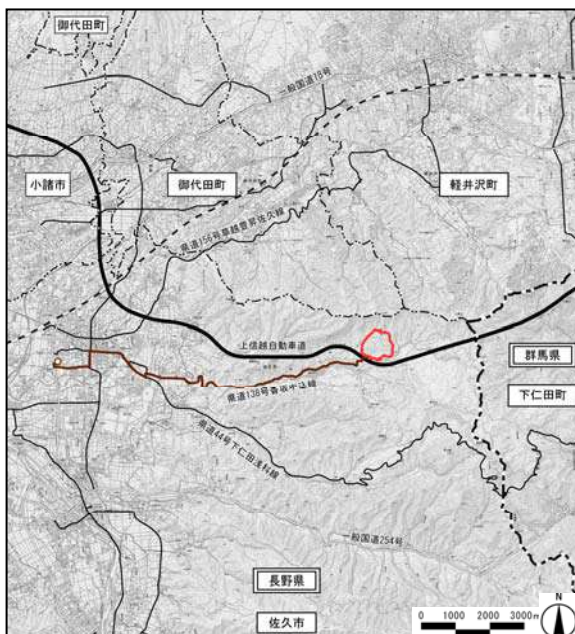 御代田町
一般国道18号
小諸市
御代田町
軽井沢町
県道156号草越豊昇佐久線
上信越自動車道
群馬県
下仁田町
県道138号香坂中込線
県道44号下仁田浅科線
一般国道254号
長野県
佐久市
N
0 1000 2000 3000m